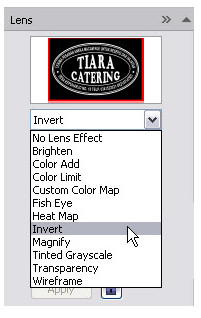 Lens
TIARA
CATERING
Invert
No Lens Effect
Brighten
Color Add
Color Limit
Custom Color Map
Fish Eye
Heat Map
Invert
Magnify
Tinted Grayscale
Transparency
Wireframe
Apply